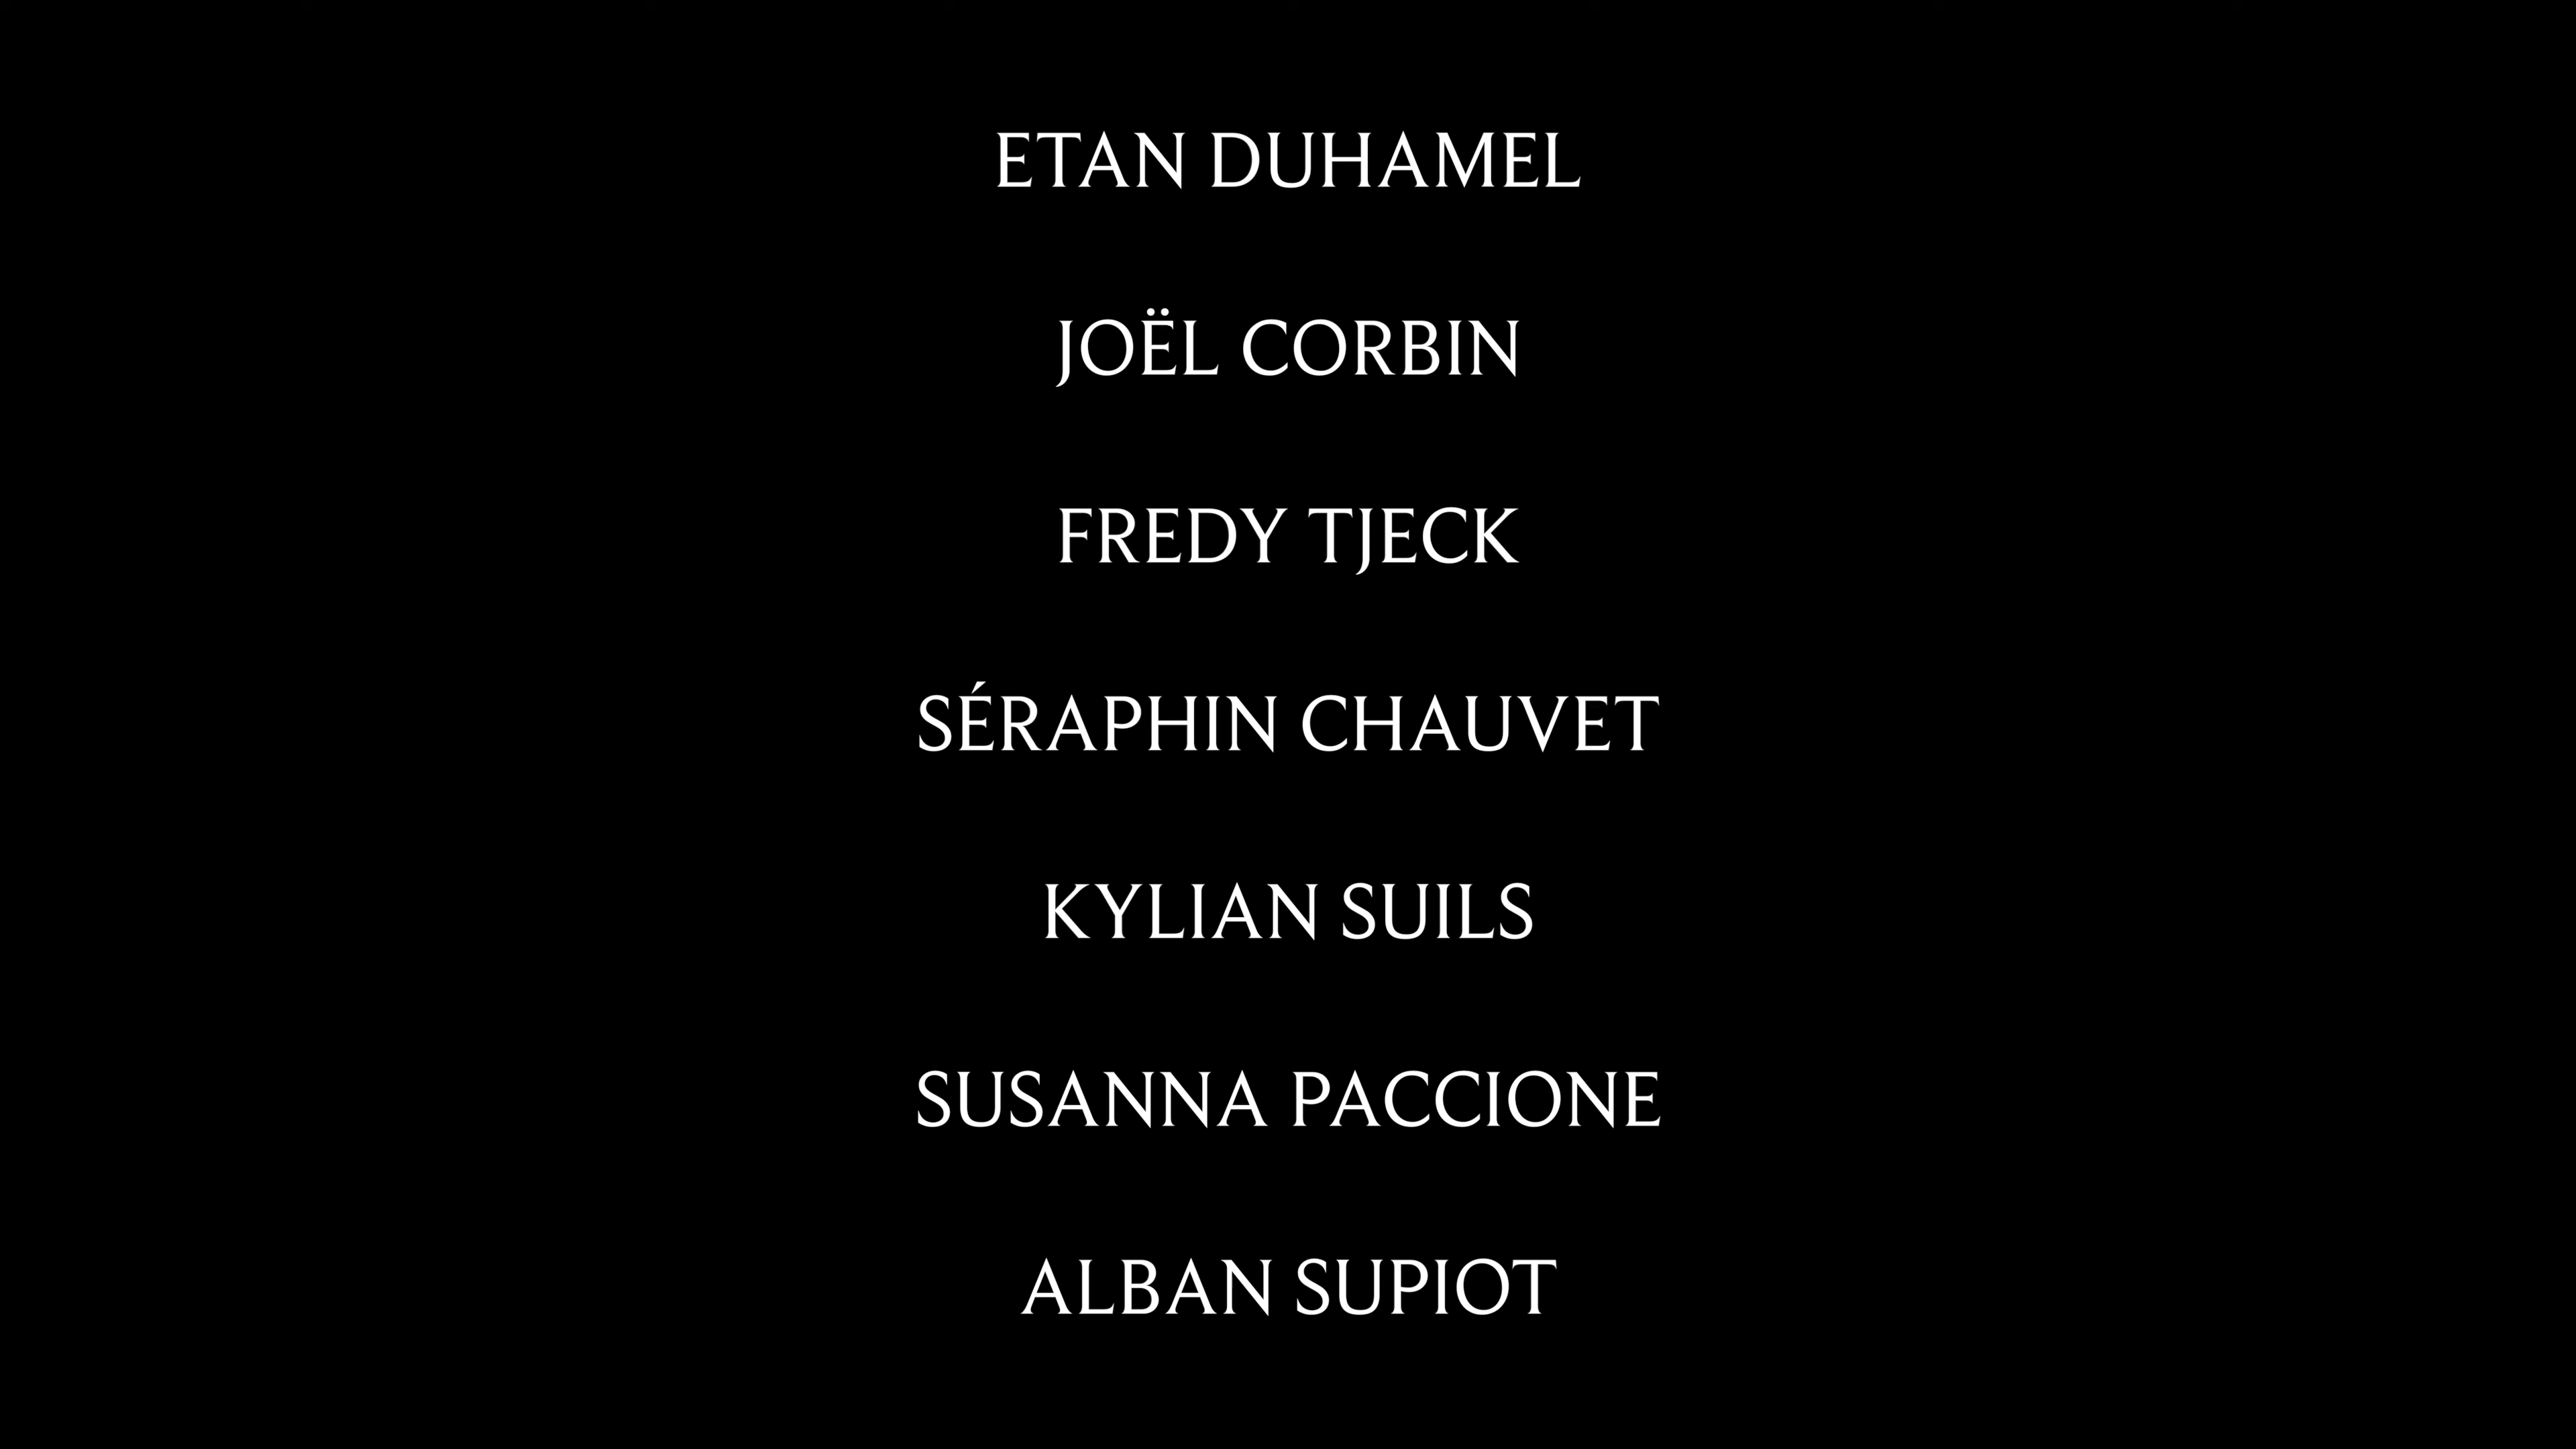 ETAN DUHAMEL
JOËL CORBIN
FREDY TJECK
SÉRAPHIN CHAUVET
KYLIAN SUILS
SUSANNA PACCIONE
ALBAN SUPIOT